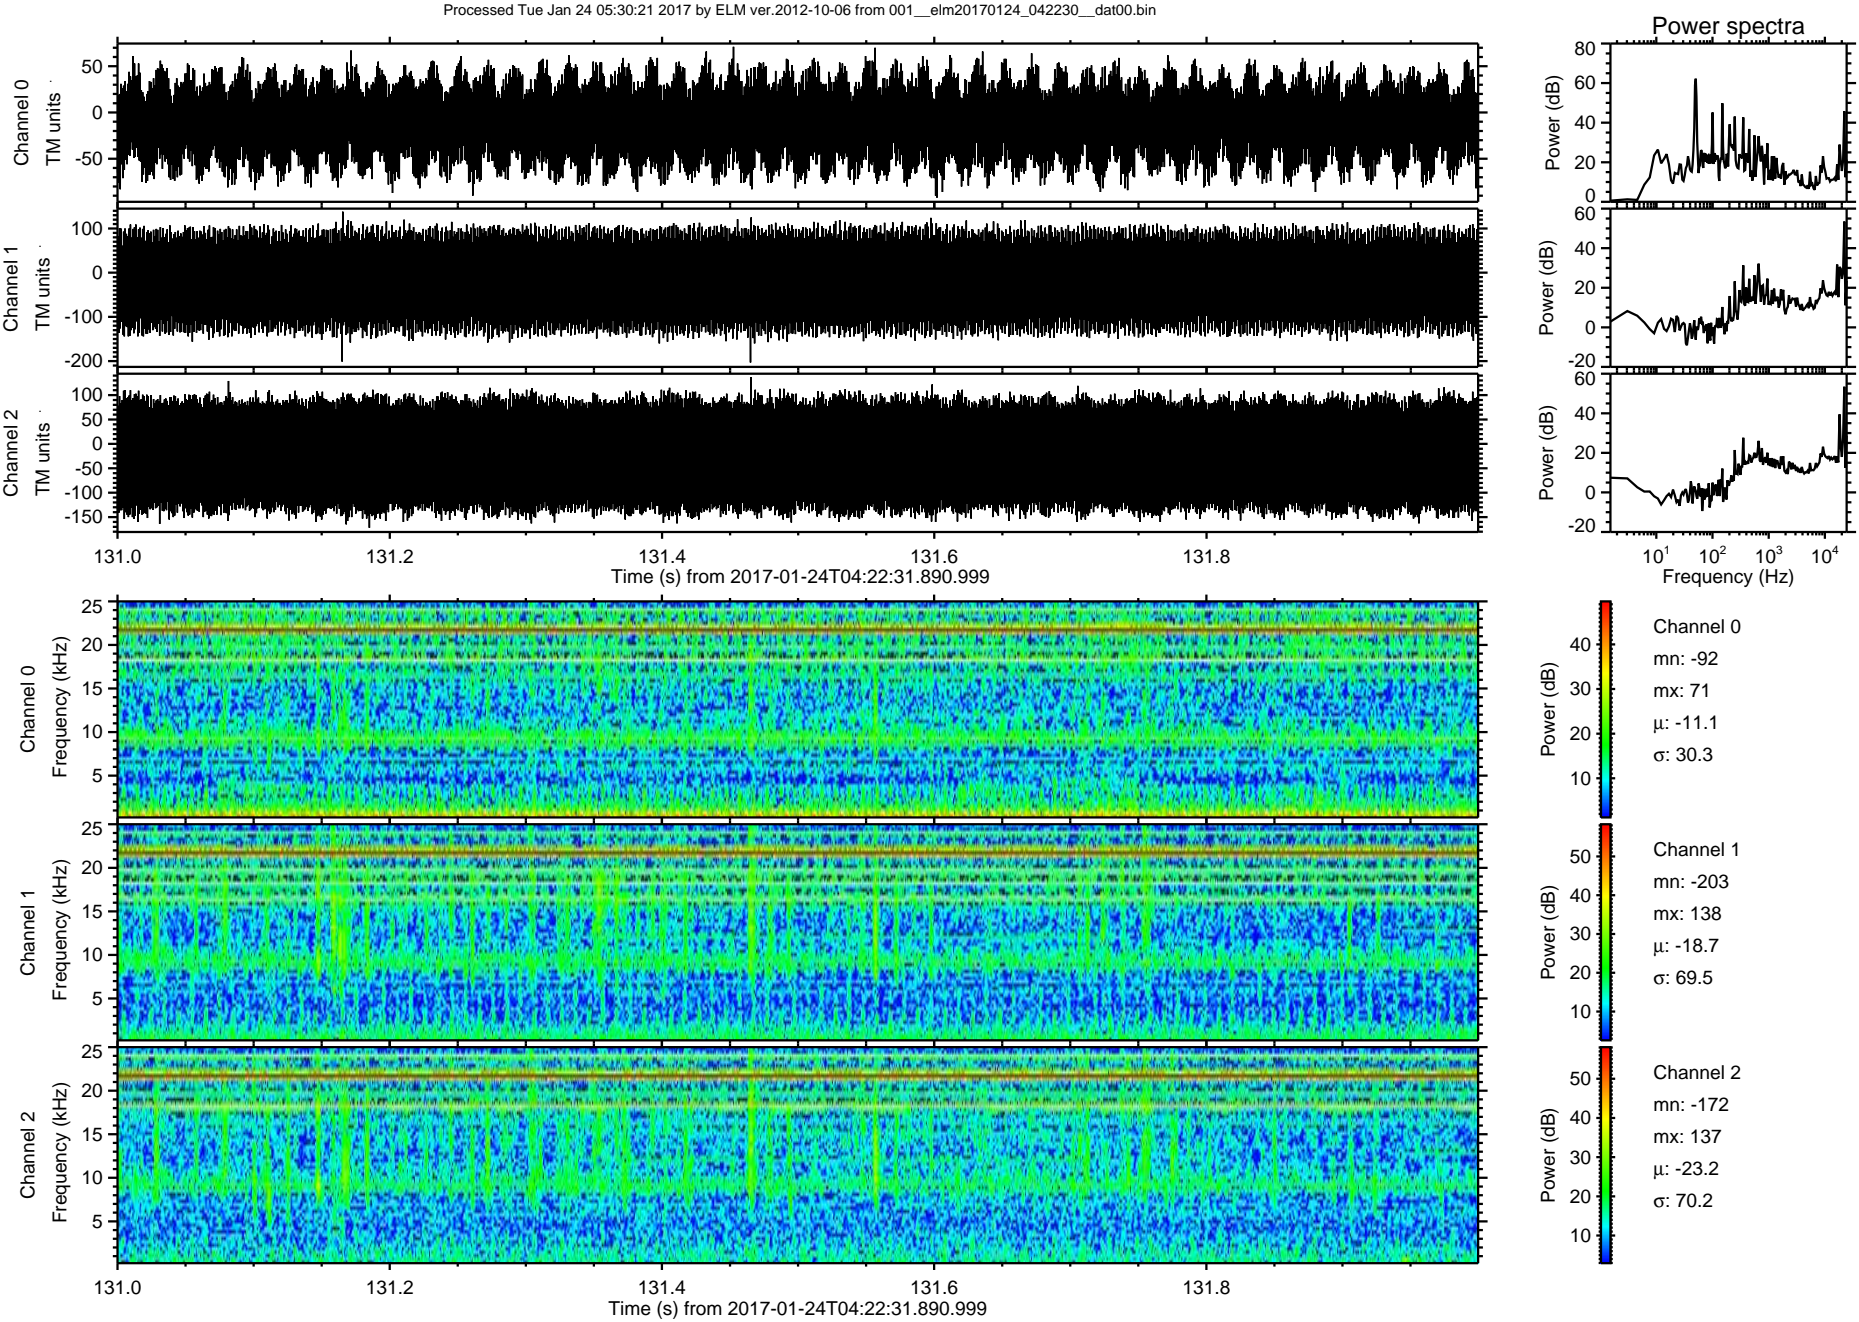 Processed Tue Jan 24 05:30:21 2017 by ELM ver.2012-10-06 from 001__elm20170124_042230__dat00.bin
Power spectra
Channel 0
TM units
50
0
-50
Power (dB)
80
60
40
20
0
Channel 1
TM units
100
0
-100
-200
Power (dB)
60
40
20
0
-20
Channel 2
TM units
100
50
0
-50
-100
-150
Power (dB)
60
40
20
0
-20
131.0
131.2
131.4
131.6
131.8
Time (s) from 2017-01-24T04:22:31.890.999
10^1
10^2
10^3
10^4
Frequency (Hz)
Channel 0
Frequency (kHz)
25
20
15
10
5
Power (dB)
40
30
20
10
Channel 0
mn: -92
mx: 71
µ: -11.1
σ: 30.3
Channel 1
Frequency (kHz)
25
20
15
10
5
Power (dB)
50
40
30
20
10
Channel 1
mn: -203
mx: 138
µ: -18.7
σ: 69.5
Channel 2
Frequency (kHz)
25
20
15
10
5
Power (dB)
50
40
30
20
10
Channel 2
mn: -172
mx: 137
µ: -23.2
σ: 70.2
131.0
131.2
131.4
131.6
131.8
Time (s) from 2017-01-24T04:22:31.890.999